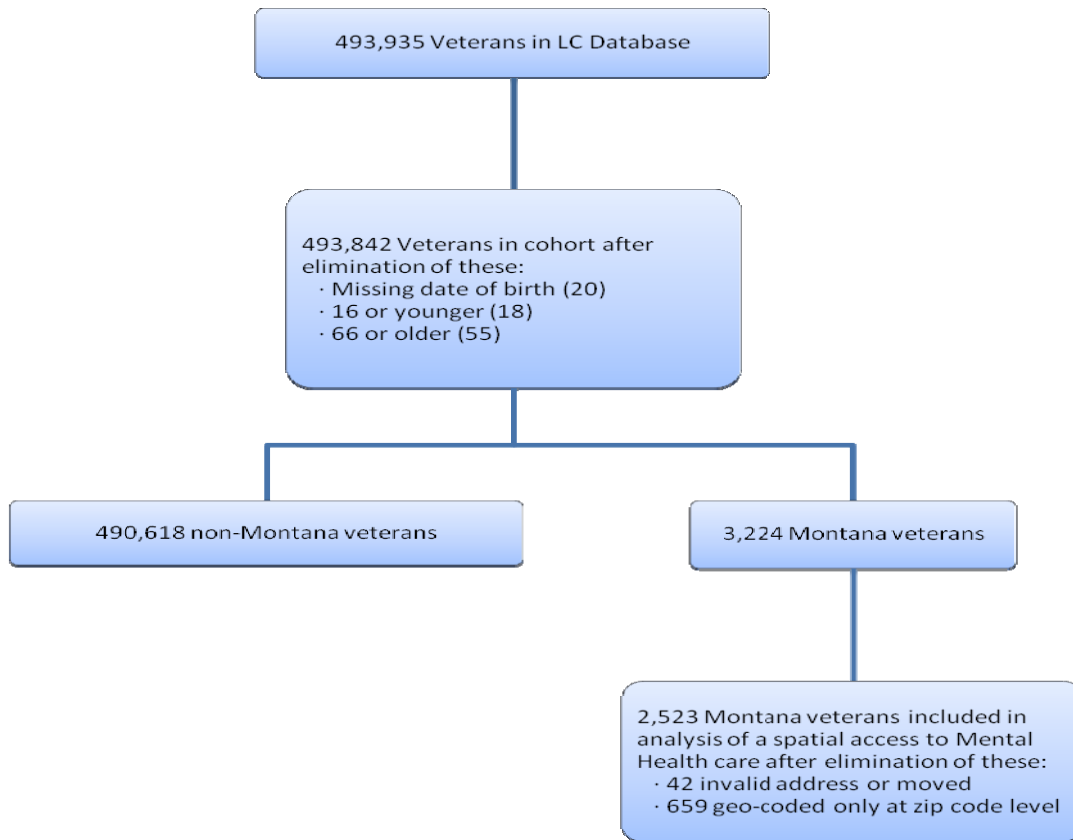 493,935 Veterans in LC Database
493,842 Veterans in cohort after
elimination of these:
· Missing date of birth (20)
· 16 or younger (18)
· 66 or older (55)
490,618 non-Montana veterans
3,224 Montana veterans
2,523 Montana veterans included in
analysis of a spatial access to Mental
Health care after elimination of these:
· 42 invalid address or moved
· 659 geo-coded only at zip code level